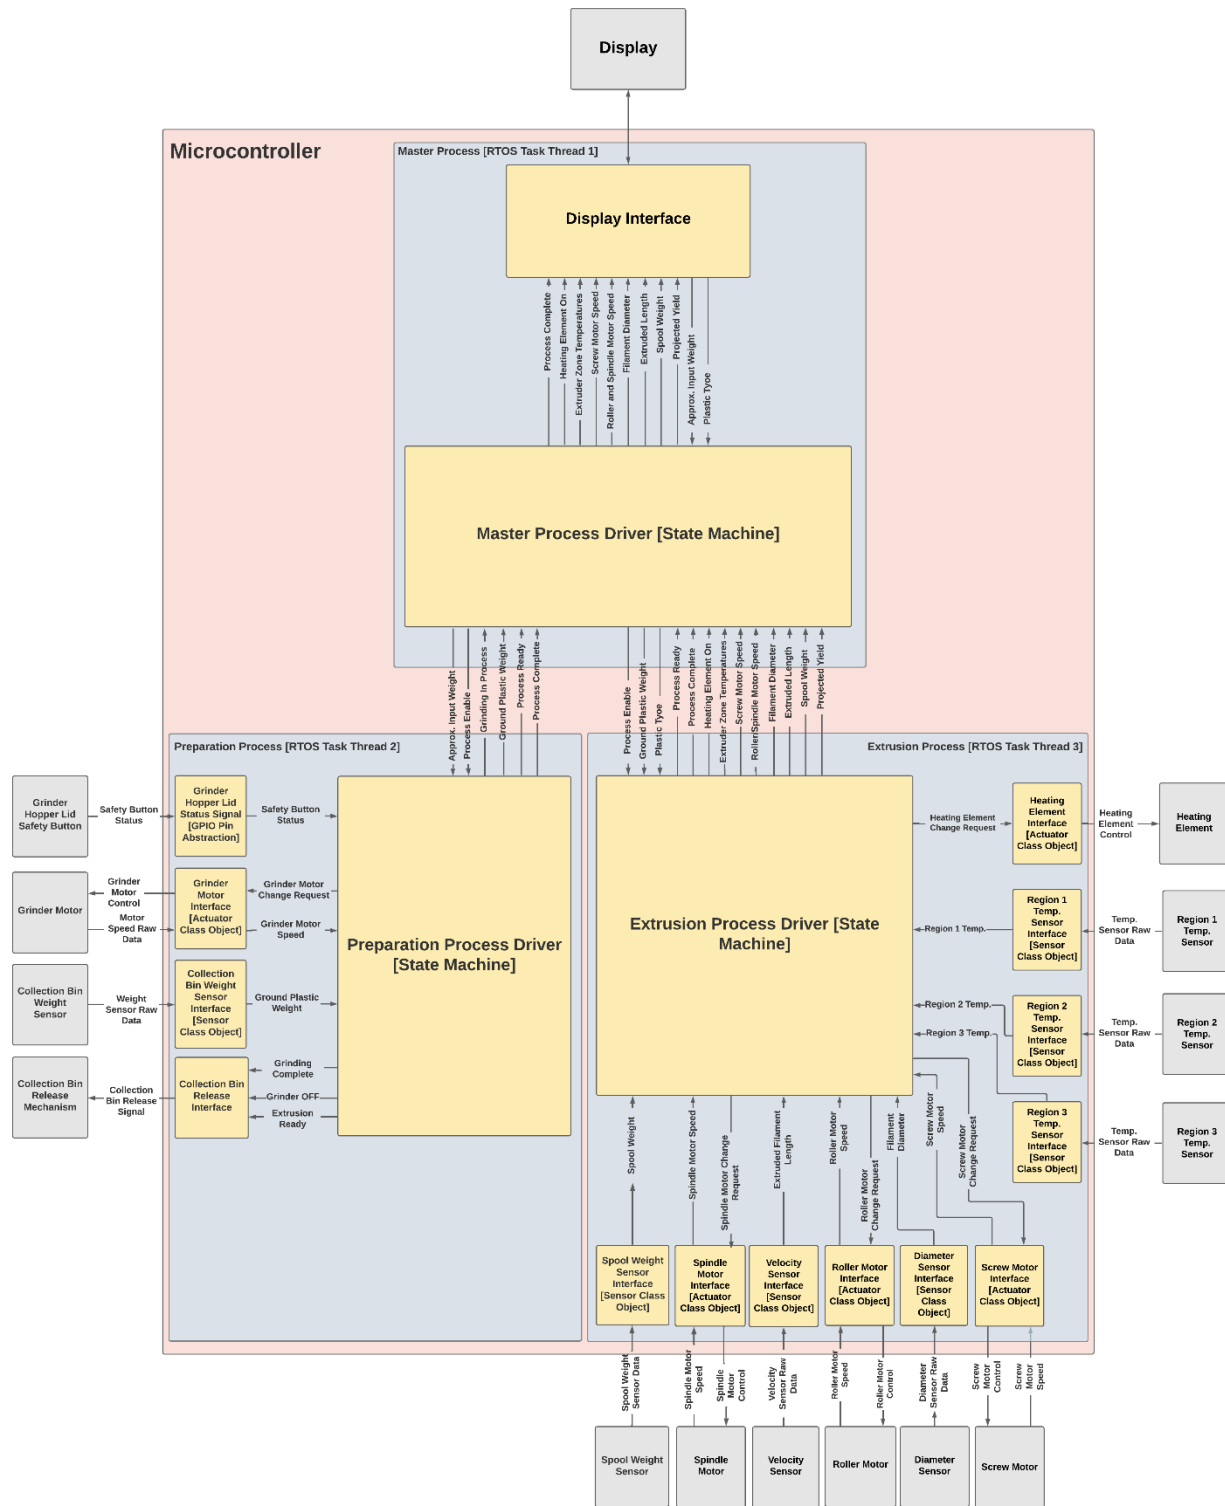 Display
Microcontroller
Master Process [RTOS Task Thread 1]
Display Interface
Process Complete
Heating Element On
Extruder Zone Temperatures
Screw Motor Speed
Roller and Spindle Motor Speed
Filament Diameter
Extruded Length
Spool Weight
Projected Yield
Approx. Input Weight
Plastic Tyoe
Master Process Driver [State Machine]
Approx. Input Weight
Process Enable
Grinding In Process
Ground Plastic Weight
Process Ready
Process Complete
Process Enable
Ground Plastic Weight
Plastic Tyoe
Process Ready
Process Complete
Heating Element On
Extruder Zone Temperatures
Screw Motor Speed
Roller/Spindle Motor Speed
Filament Diameter
Extruded Length
Spool Weight
Projected Yield
Preparation Process [RTOS Task Thread 2]
Grinder
Hopper Lid
Safety Button
Safety Button
Status
Grinder
Hopper Lid
Status Signal
[GPIO Pin
Abstraction]
Safety Button
Status
Grinder Motor
Grinder
Motor
Control
Motor
Speed Raw
Data
Grinder
Motor
Interface
[Actuator
Class Object]
Grinder Motor
Change Request
Grinder Motor
Speed
Preparation Process Driver
[State Machine]
Collection Bin
Weight
Sensor
Weight
Sensor Raw
Data
Collection
Bin Weight
Sensor
Interface
[Sensor
Class Object]
Ground Plastic
Weight
Collection Bin
Release
Mechanism
Collection
Bin Release
Signal
Collection Bin
Release
Interface
Grinding
Complete
Grinder OFF
Extrusion
Ready
Extrusion Process [RTOS Task Thread 3]
Extrusion Process Driver [State
Machine]
Heating Element
Change Request
Heating
Element
Interface
[Actuator
Class Object]
Heating
Element
Control
Heating
Element
Region 1 Temp.
Region 1
Temp.
Sensor
Interface
[Sensor
Class Object]
Temp.
Sensor Raw
Data
Region 1
Temp.
Sensor
Region 2 Temp.
Region 2
Temp.
Sensor
Interface
[Sensor
Class Object]
Temp.
Sensor Raw
Data
Region 2
Temp.
Sensor
Region 3 Temp.
Region 3
Temp.
Sensor
Interface
[Sensor
Class Object]
Temp.
Sensor Raw
Data
Region 3
Temp.
Sensor
Spool Weight
Spindle Motor Speed
Spindle Motor Change
Request
Extruded Filament
Length
Roller Motor
Speed
Roller Motor
Change Request
Filament
Diameter
Screw Motor
Speed
Screw Motor
Change Request
Spool Weight
Sensor
Interface
[Sensor Class
Object]
Spindle
Motor
Interface
[Actuator
Class Object]
Velocity
Sensor
Interface
[Sensor
Class Object]
Roller Motor
Interface
[Actuator
Class Object]
Diameter
Sensor
Interface
[Sensor
Class
Object]
Screw Motor
Interface
[Actuator
Class Object]
Spool Weight
Sensor Data
Spindle Motor
Speed
Spindle
Motor
Control
Velocity
Sensor Raw
Data
Roller Motor
Speed
Roller Motor
Control
Diameter
Sensor Raw
Data
Screw
Motor
Control
Screw
Motor
Speed
Spool Weight
Sensor
Spindle
Motor
Velocity
Sensor
Roller Motor
Diameter
Sensor
Screw Motor